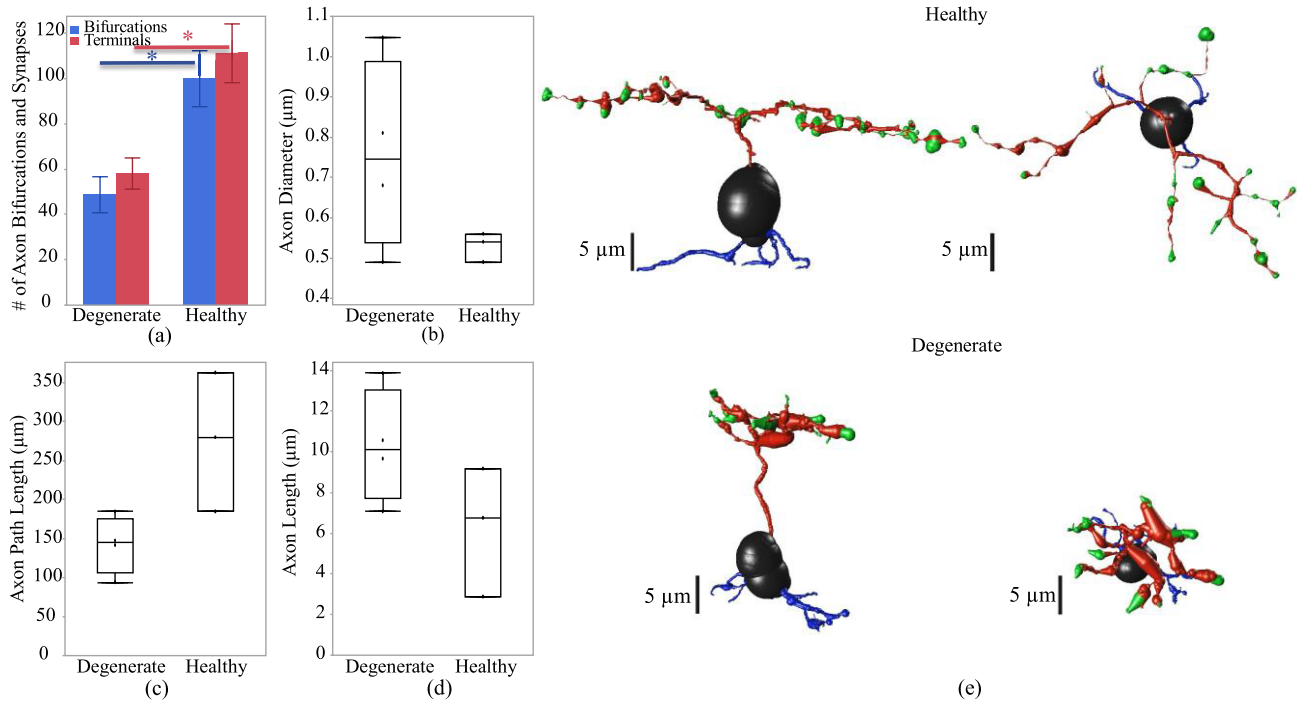 # of Axon Bifurcations and Synapses
120
100
80
60
40
20
0
Bifurcations
Terminals
*
*
Degenerate Healthy
(a)
Axon Diameter (µm)
1.1
1.0
0.9
0.8
0.7
0.6
0.5
0.4
Degenerate Healthy
(b)
Axon Path Length (µm)
350
300
250
200
150
100
50
0
Degenerate Healthy
(c)
Axon Length (µm)
14
12
10
8
6
4
2
0
Degenerate Healthy
(d)
Healthy
5 µm
5 µm
Degenerate
5 µm
5 µm
(e)